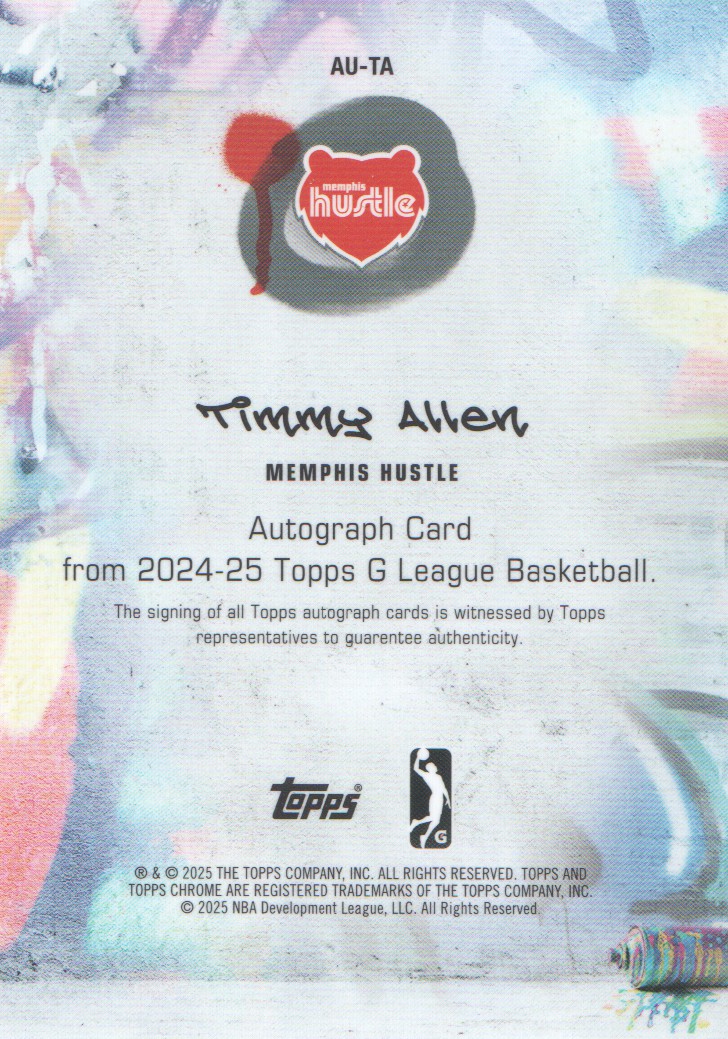 AU-TA
memphis
hustle
Timmy Allen
MEMPHIS HUSTLE
Autograph Card
from 2024-25 Topps G League Basketball.
The signing of all Topps autograph cards is witnessed by Topps
representatives to guarentee authenticity.
topps®
G
® & © 2025 THE TOPPS COMPANY, INC. ALL RIGHTS RESERVED. TOPPS AND
TOPPS CHROME ARE REGISTERED TRADEMARKS OF THE TOPPS COMPANY, INC.
© 2025 NBA Development League, LLC. All Rights Reserved.